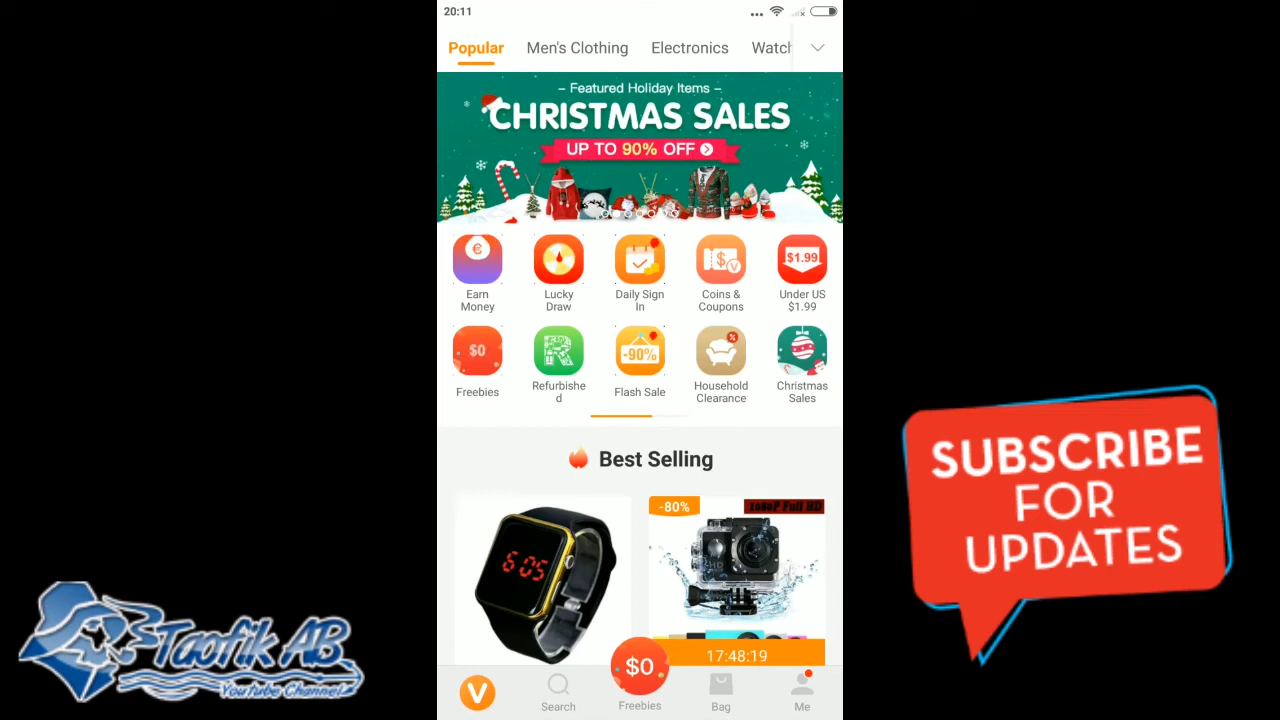 20:11
Popular Men's Clothing Electronics Watch
– Featured Holiday Items –
CHRISTMAS SALES
UP TO 90% OFF
€ $ V $1.99
Earn Money
Lucky Draw
Daily Sign In
Coins & Coupons
Under US $1.99
$0 R -90% %
Freebies
Refurbishe d
Flash Sale
Household Clearance
Christmas Sales
Best Selling
-80%
1080P Full HD
6:05
HD
17:48:19
$0
V
Search
Freebies
Bag
Me
SUBSCRIBE
FOR
UPDATES
Taofik AB
Youtube Channel